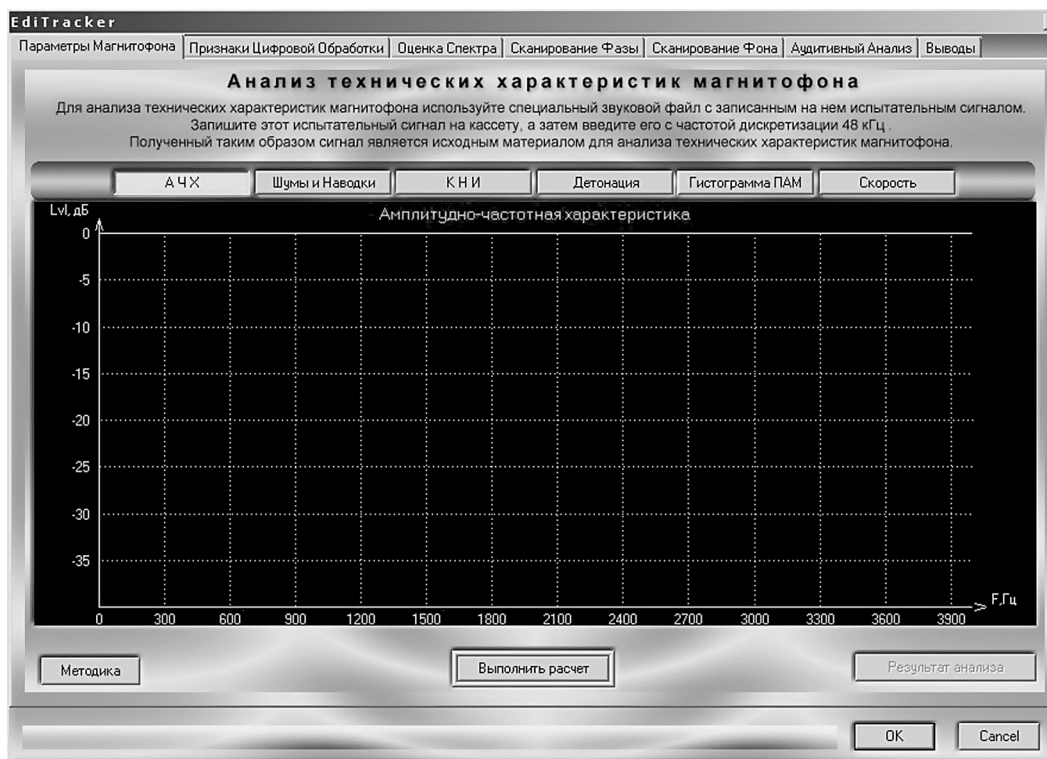 EdiTracker
Параметры Магнитофона Признаки Цифровой Обработки Оценка Спектра Сканирование Фазы Сканирование Фона Аудитивный Анализ Выводы
Анализ технических характеристик магнитофона
Для анализа технических характеристик магнитофона используйте специальный звуковой файл с записанным на нем испытательным сигналом.
Запишите этот испытательный сигнал на кассету, а затем введите его с частотой дискретизации 48 кГц .
Полученный таким образом сигнал является исходным материалом для анализа технических характеристик магнитофона.
А Ч Х Шумы и Наводки К Н И Детонация Гистограмма ПАМ Скорость
Lvl, дБ Амплитудно-частотная характеристика
0
-5
-10
-15
-20
-25
-30
-35
F,Гц
0 300 600 900 1200 1500 1800 2100 2400 2700 3000 3300 3600 3900
Методика Выполнить расчет Результат анализа
OK Cancel